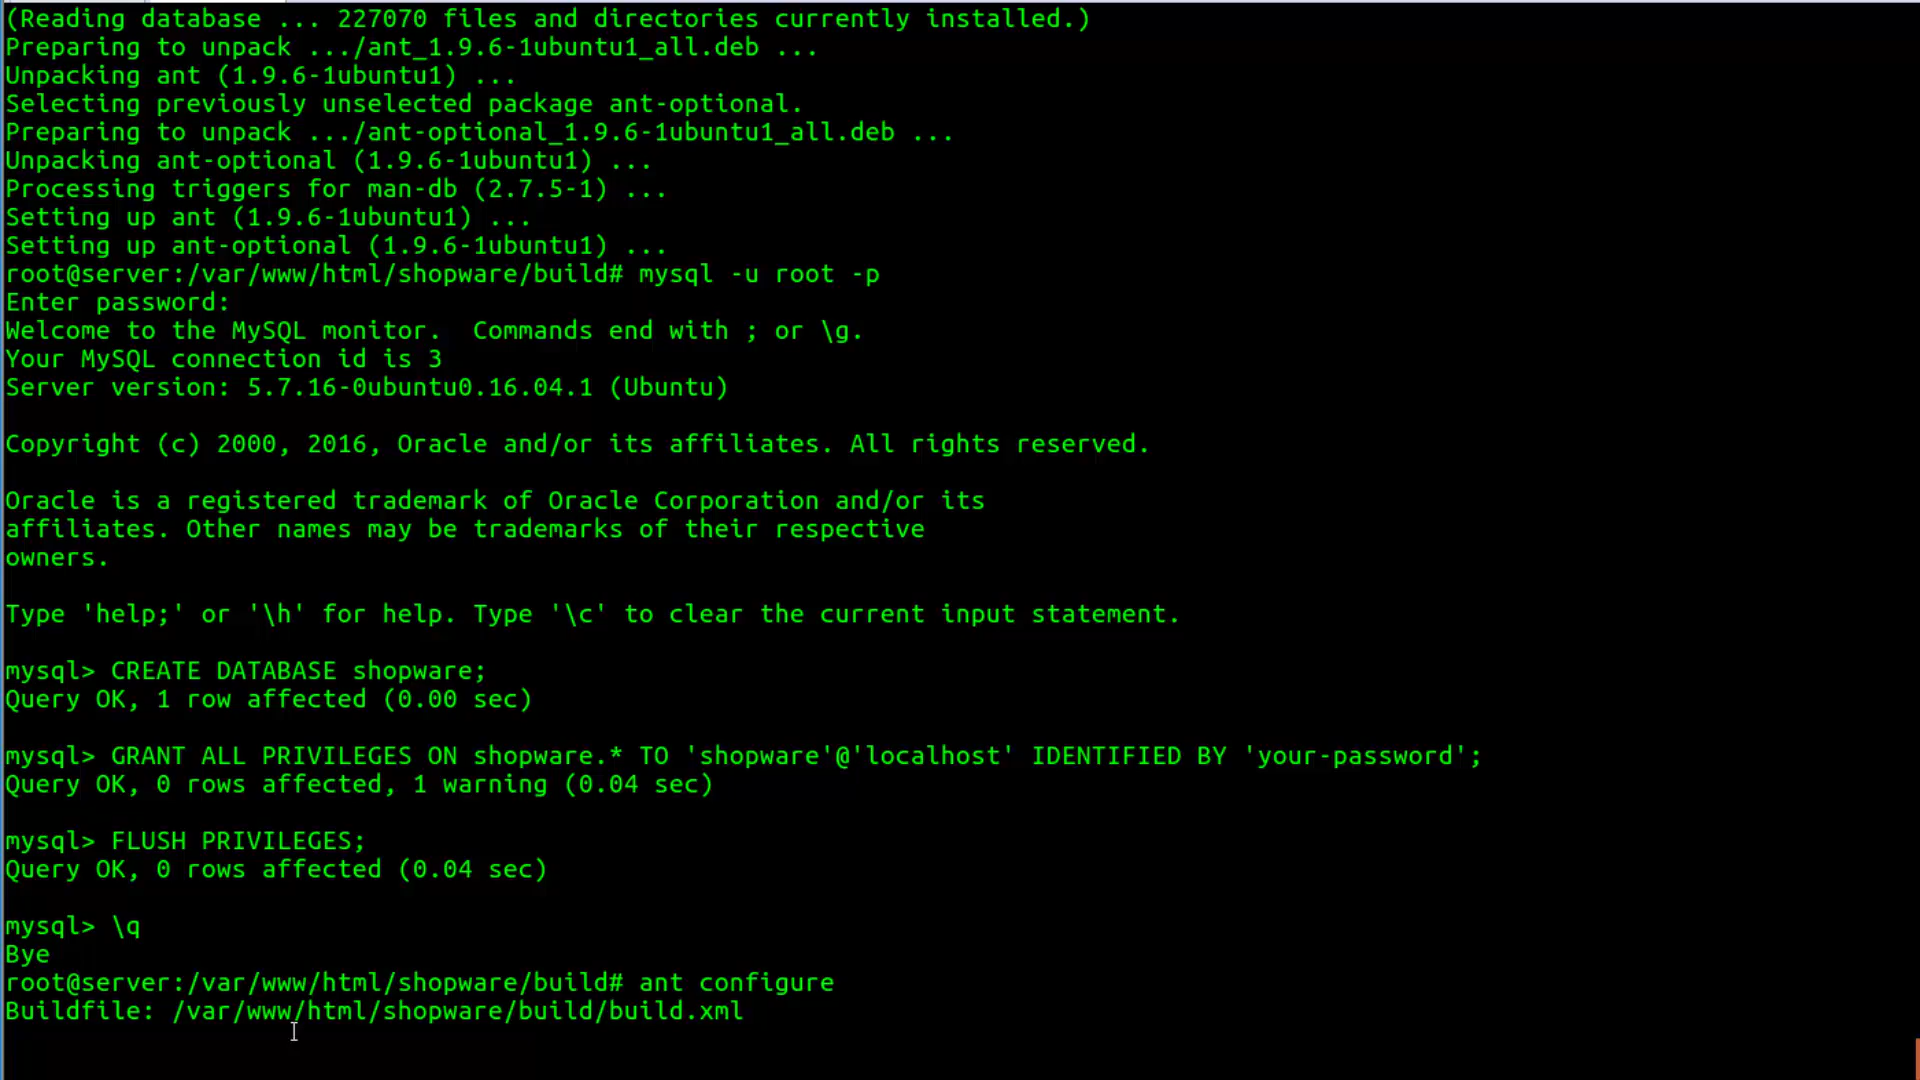 (Reading database ... 227070 files and directories currently installed.)
Preparing to unpack .../ant_1.9.6-1ubuntu1_all.deb ...
Unpacking ant (1.9.6-1ubuntu1) ...
Selecting previously unselected package ant-optional.
Preparing to unpack .../ant-optional_1.9.6-1ubuntu1_all.deb ...
Unpacking ant-optional (1.9.6-1ubuntu1) ...
Processing triggers for man-db (2.7.5-1) ...
Setting up ant (1.9.6-1ubuntu1) ...
Setting up ant-optional (1.9.6-1ubuntu1) ...
root@server:/var/www/html/shopware/build# mysql -u root -p
Enter password:
Welcome to the MySQL monitor.  Commands end with ; or \g.
Your MySQL connection id is 3
Server version: 5.7.16-0ubuntu0.16.04.1 (Ubuntu)
Copyright (c) 2000, 2016, Oracle and/or its affiliates. All rights reserved.
Oracle is a registered trademark of Oracle Corporation and/or its
affiliates. Other names may be trademarks of their respective
owners.
Type 'help;' or '\h' for help. Type '\c' to clear the current input statement.
mysql> CREATE DATABASE shopware;
Query OK, 1 row affected (0.00 sec)
mysql> GRANT ALL PRIVILEGES ON shopware.* TO 'shopware'@'localhost' IDENTIFIED BY 'your-password';
Query OK, 0 rows affected, 1 warning (0.04 sec)
mysql> FLUSH PRIVILEGES;
Query OK, 0 rows affected (0.04 sec)
mysql> \q
Bye
root@server:/var/www/html/shopware/build# ant configure
Buildfile: /var/www/html/shopware/build/build.xml